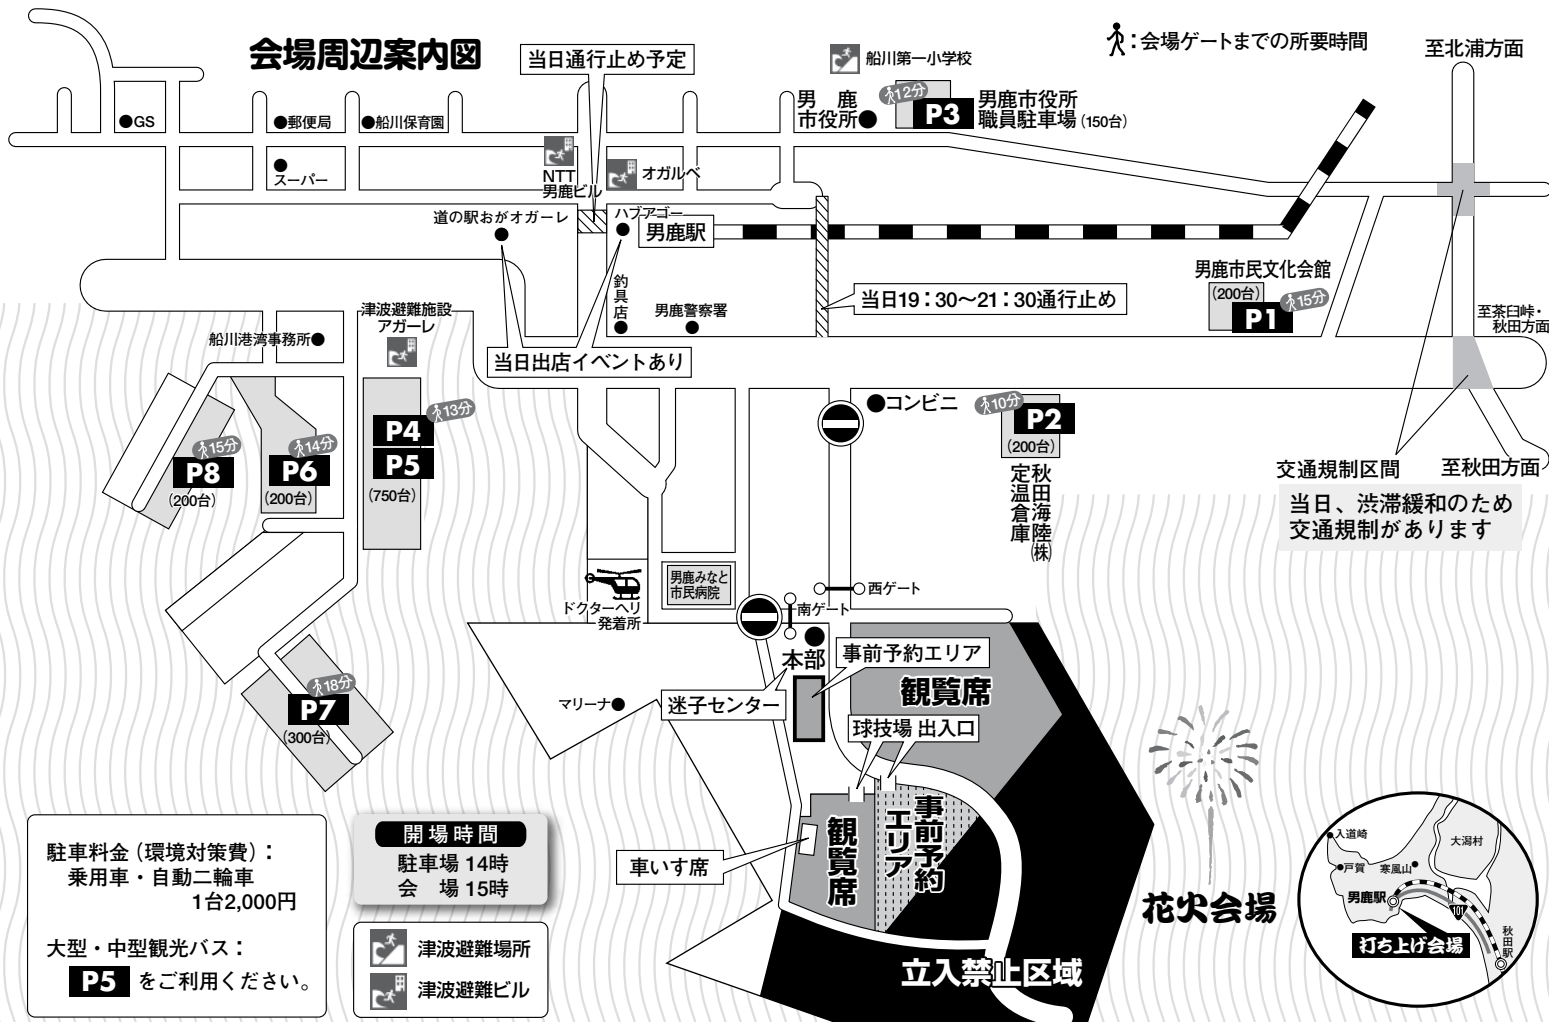 会場周辺案内図
当日通行止め予定
船川第一小学校
:会場ゲートまでの所要時間
至北浦方面
GS
郵便局
船川保育園
スーパー
NTT
男鹿ビル
オガルベ
男 鹿
市役所
12分
P3
男鹿市役所
職員駐車場(150台)
道の駅おがオガーレ
ハブアゴー
男鹿駅
釣具店
男鹿警察署
当日19:30〜21:30通行止め
男鹿市民文化会館
(200台)
P1
15分
至茶臼峠・
秋田方面
津波避難施設
アガーレ
船川港湾事務所
当日出店イベントあり
コンビニ
10分
P2
(200台)
秋田海陸㈱
定温倉庫
交通規制区間
至秋田方面
当日、渋滞緩和のため
交通規制があります
13分
P4
P5
(750台)
15分
P8
(200台)
14分
P6
(200台)
18分
P7
(300台)
ドクターヘリ
発着所
男鹿みなと
市民病院
西ゲート
南ゲート
本部
事前予約エリア
観覧席
迷子センター
マリーナ
球技場 出入口
事前予約
エリア
観覧席
車いす席
立入禁止区域
花火会場
入道崎
戸賀
寒風山
大潟村
男鹿駅
101
秋田駅
打ち上げ会場
駐車料金(環境対策費):
乗用車・自動二輪車
1台2,000円
大型・中型観光バス:
P5 をご利用ください。
開場時間
駐車場 14時
会 場 15時
津波避難場所
津波避難ビル